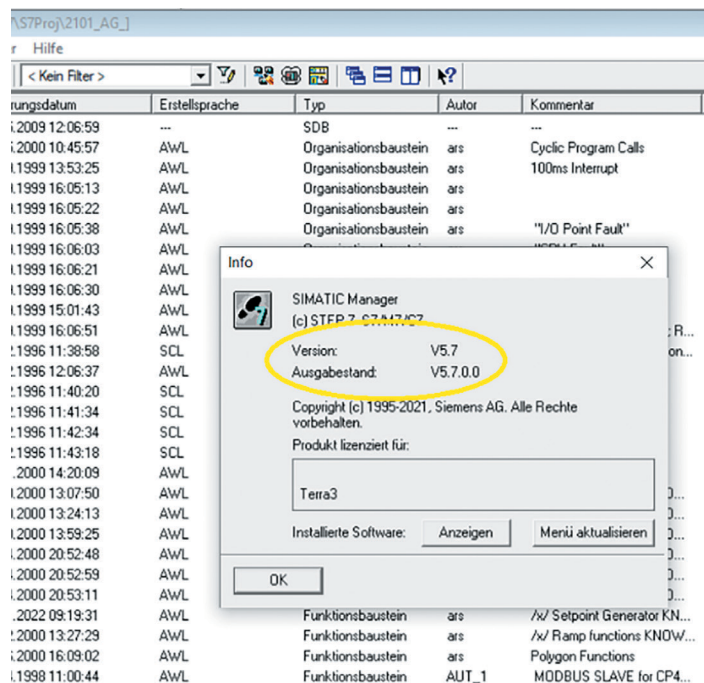 \S7Proj\2101_AG_]
r Hilfe
< Kein Filter >
rungsdatum Erstellsprache Typ Autor Kommentar
.2009 12:06:59 --- SDB --- ---
.2000 10:45:57 AWL Organisationsbaustein ars Cyclic Program Calls
.1999 13:53:25 AWL Organisationsbaustein ars 100ms Interrupt
.1999 16:05:13 AWL Organisationsbaustein ars
.1999 16:05:22 AWL Organisationsbaustein ars
.1999 16:05:38 AWL Organisationsbaustein ars "I/O Point Fault"
.1999 16:06:03 AWL
.1999 16:06:21 AWL
.1999 16:06:30 AWL
.1999 15:01:43 AWL
.1999 16:06:51 AWL R...
.1996 11:38:58 SCL on...
.1996 12:06:37 AWL
.1996 11:40:20 SCL
.1996 11:41:34 SCL
.1996 11:42:34 SCL
.1996 11:43:18 SCL
.2000 14:20:09 AWL
.2000 13:07:50 AWL
.2000 13:24:13 AWL
.2000 13:59:25 AWL
.2000 20:52:48 AWL
.2000 20:52:59 AWL
.2000 20:53:11 AWL
.2022 09:19:31 AWL Funktionsbaustein ars /x/ Setpoint Generator KN...
.2000 13:27:29 AWL Funktionsbaustein ars /x/ Ramp functions KNOW...
.2000 16:09:02 AWL Funktionsbaustein ars Polygon Functions
.1998 11:00:44 AWL Funktionsbaustein AUT_1 MODBUS SLAVE for CP4...
Info
SIMATIC Manager
(c) STEP 7, S7/M7/C7
Version: V5.7
Ausgabestand: V5.7.0.0
Copyright (c) 1995-2021, Siemens AG. Alle Rechte
vorbehalten.
Produkt lizenziert für:
Terra3
Installierte Software: Anzeigen Menü aktualisieren
OK